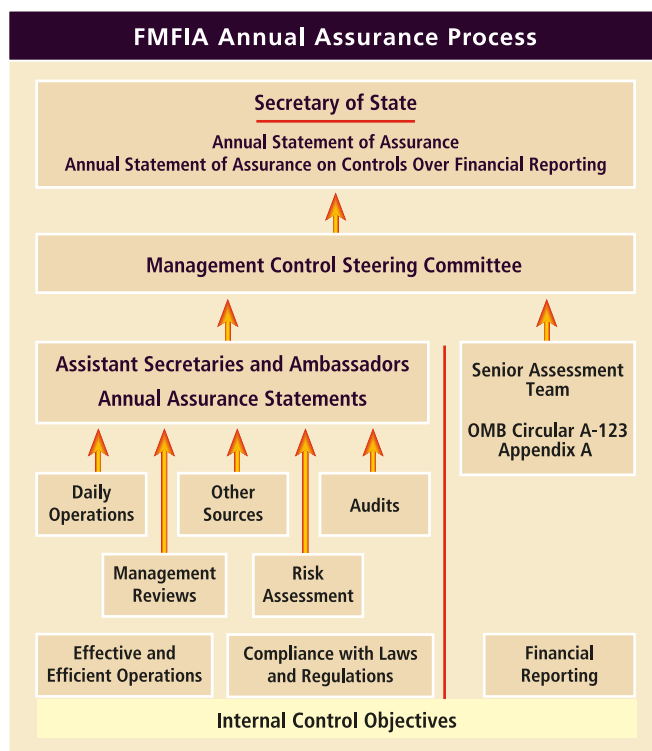 FMFIA Annual Assurance Process
Secretary of State
Annual Statement of Assurance
Annual Statement of Assurance on Controls Over Financial Reporting
Management Control Steering Committee
Assistant Secretaries and Ambassadors
Annual Assurance Statements
Senior Assessment
Team
OMB Circular A-123
Appendix A
Daily
Operations
Other
Sources
Audits
Management
Reviews
Risk
Assessment
Effective and
Efficient Operations
Compliance with Laws
and Regulations
Financial
Reporting
Internal Control Objectives